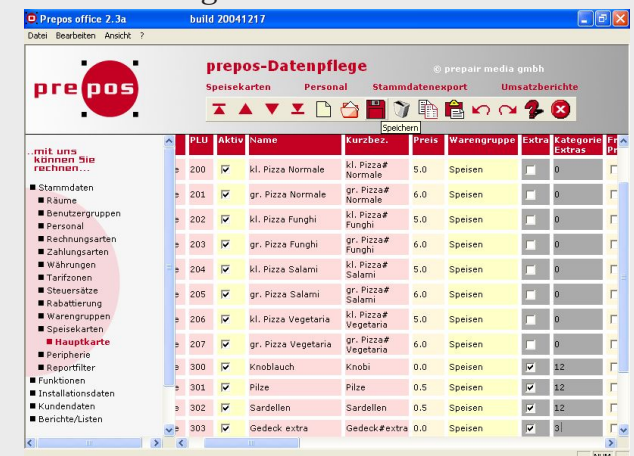 Prepos office 2.3a build 20041217
Datei Bearbeiten Ansicht ?
prepos
prepos-Datenpflege © prepair media gmbh
Speisekarten Personal Stammdatenexport Umsatzberichte
Speichern
..mit uns
können Sie
rechnen...
Stammdaten
Räume
Benutzergruppen
Personal
Rechnungsarten
Zahlungsarten
Währungen
Tarifzonen
Steuersätze
Rabattierung
Warengruppen
Speisekarten
Hauptkarte
Peripherie
Reportfilter
Funktionen
Installationsdaten
Kundendaten
Berichte/Listen
PLU Aktiv Name Kurzbez. Preis Warengruppe Extra Kategorie Extras
200 kl. Pizza Normale kl. Pizza# Normale 5.0 Speisen 0
201 gr. Pizza Normale gr. Pizza# Normale 6.0 Speisen 0
202 kl. Pizza Funghi kl. Pizza# Funghi 5.0 Speisen 0
203 gr. Pizza Funghi gr. Pizza# Funghi 6.0 Speisen 0
204 kl. Pizza Salami kl. Pizza# Salami 5.0 Speisen 0
205 gr. Pizza Salami gr. Pizza# Salami 6.0 Speisen 0
206 kl. Pizza Vegetaria kl. Pizza# Vegetaria 5.0 Speisen 0
207 gr. Pizza Vegetaria gr. Pizza# Vegetaria 6.0 Speisen 0
300 Knoblauch Knobi 0.0 Speisen 12
301 Pilze Pilze 0.5 Speisen 12
302 Sardellen Sardellen 0.5 Speisen 12
303 Gedeck extra Gedeck#extra 0.0 Speisen 3